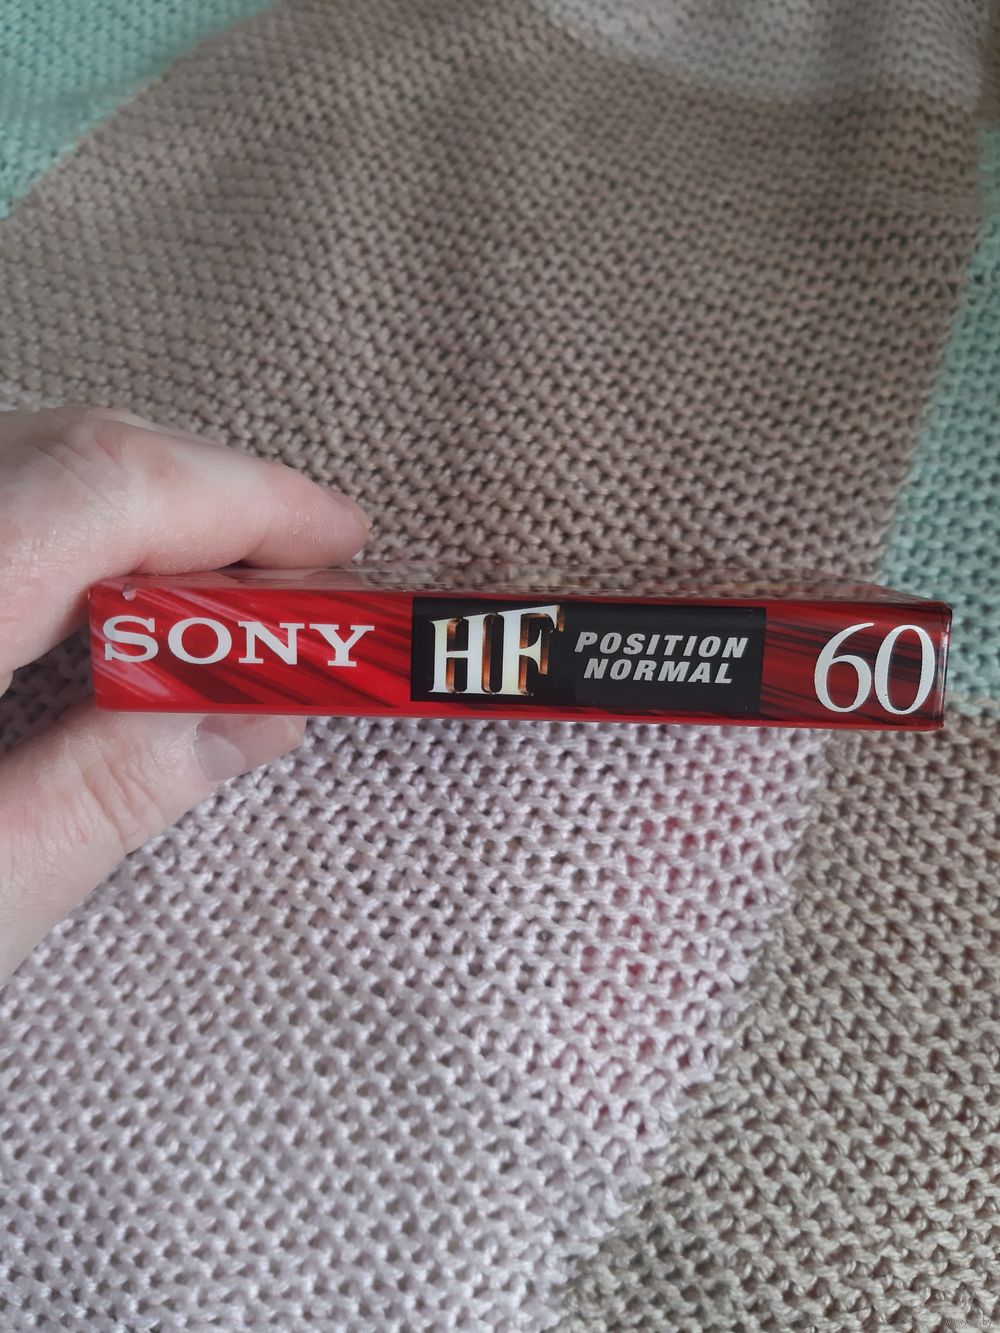 SONY
HF
POSITION
NORMAL
60